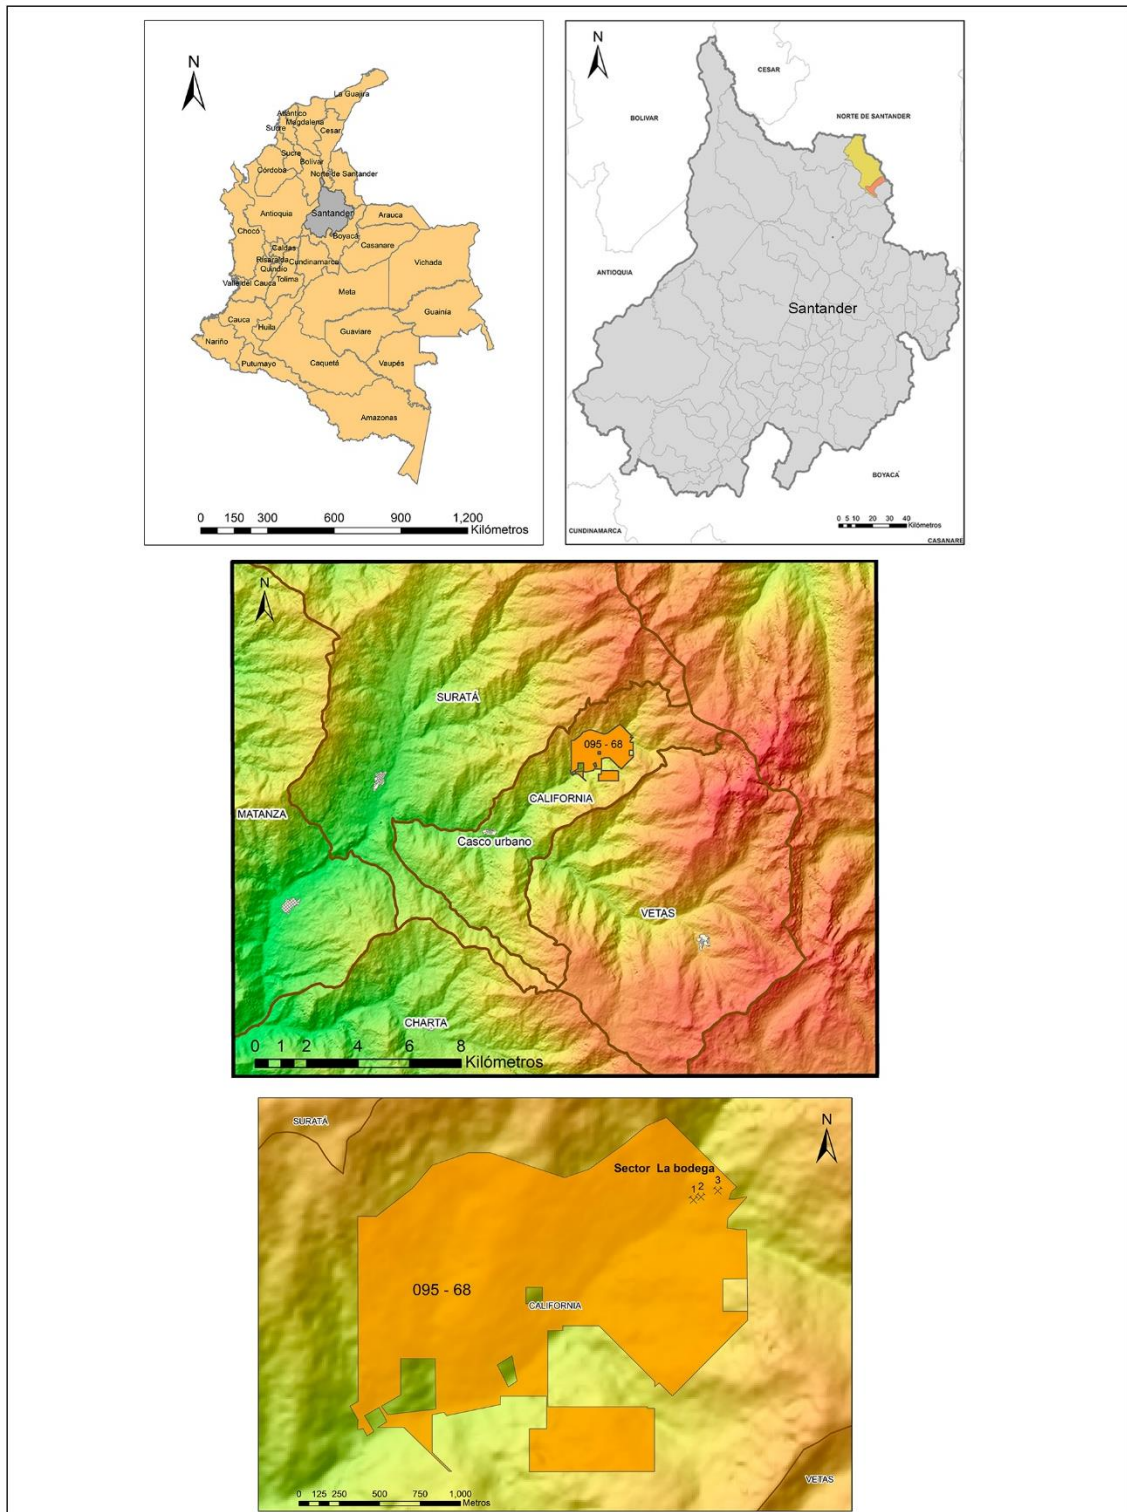 N
La Guajira
Atlántico
Magdalena
Sucre
Cesar
Sucre
Bolívar
Córdoba
Norte de Santander
Antioquia
Santander
Arauca
Boyacá
Chocó
Casanare
Caldas
Risaralda
Cundinamarca
Vichada
Quindío
Tolima
Valle del Cauca
Meta
Guainía
Cauca
Huila
Guaviare
Nariño
Putumayo
Caquetá
Vaupés
Amazonas
0 150 300 600 900 1,200
Kilómetros
N
CESAR
BOLIVAR
NORTE DE SANTANDER
ANTIOQUIA
Santander
BOYACÁ
0 5 10 20 30 40
Kilómetros
CUNDINAMARCA
CASANARE
N
SURATÁ
095 - 68
CALIFORNIA
MATANZA
Casco urbano
VETAS
CHARTA
0 1 2 4 6 8
Kilómetros
SURATÁ
N
Sector La bodega
1 2 3
095 - 68
CALIFORNIA
VETAS
0 125 250 500 750 1,000
Metros